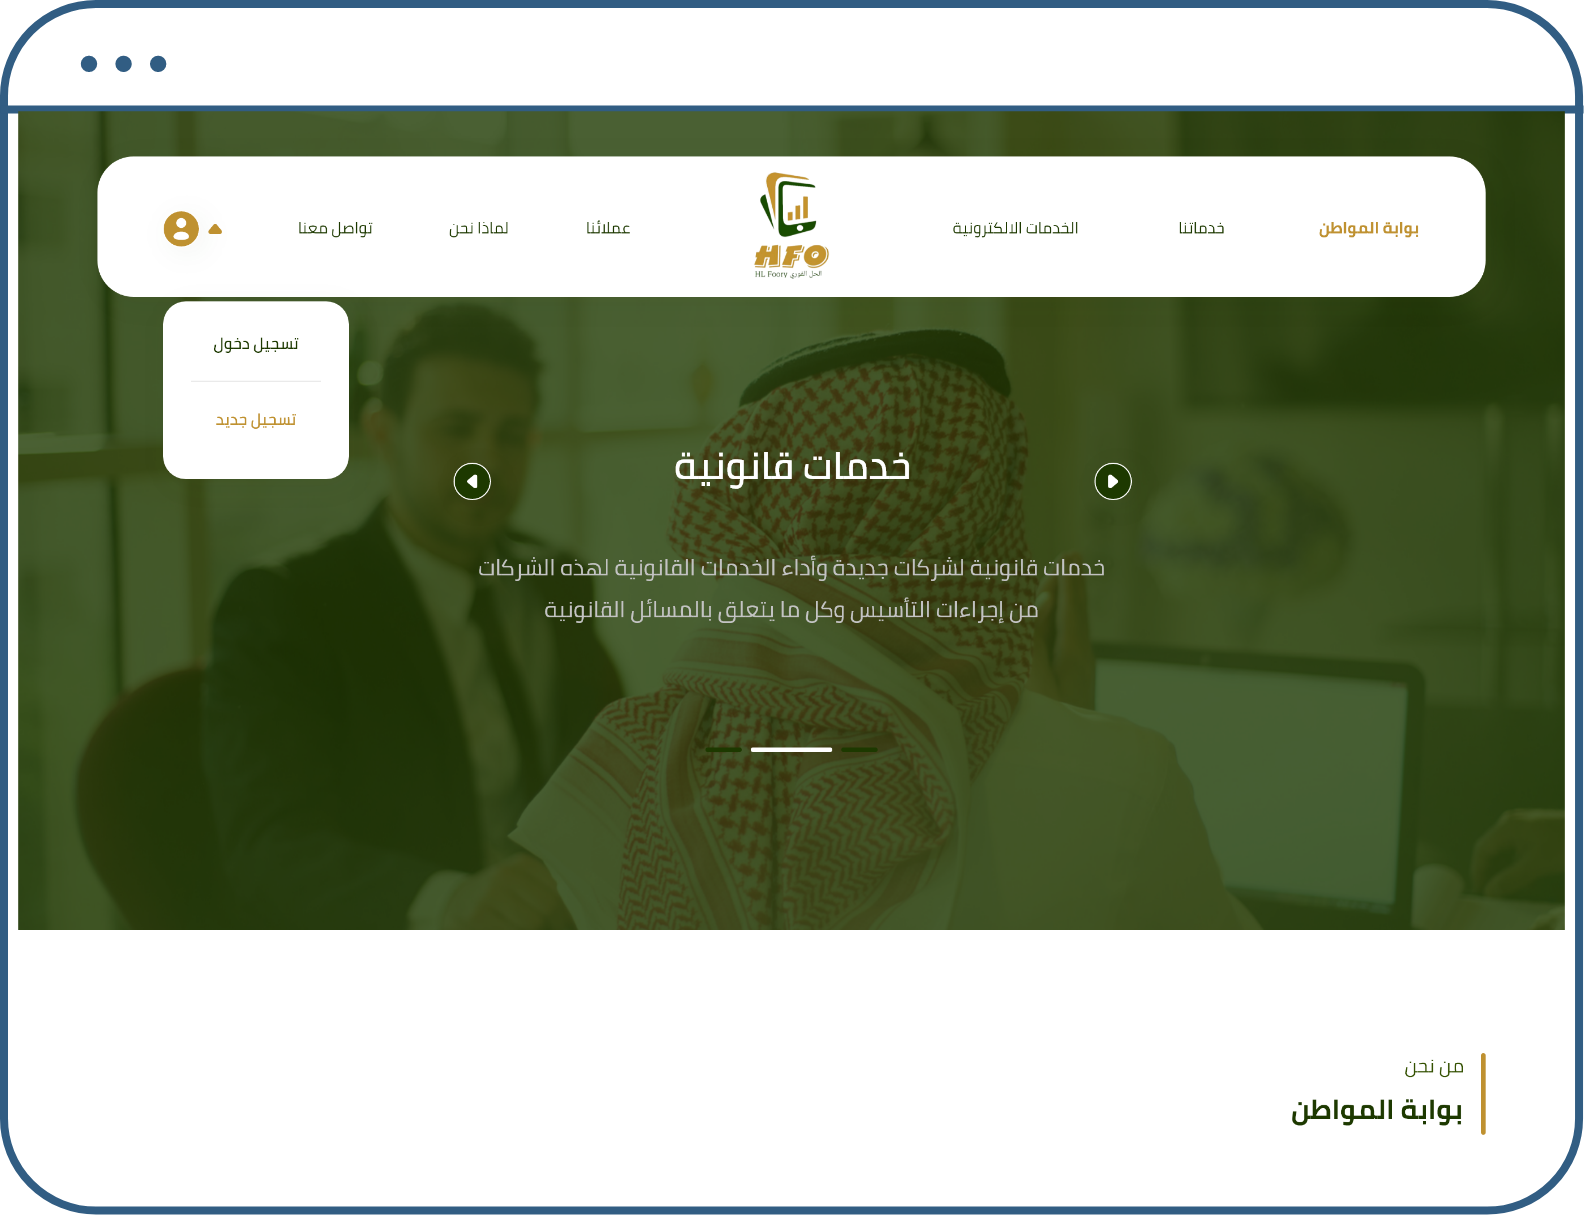 بوابة المواطن
خدماتنا
الخدمات الالكترونية
HFO
HL Foory الحل الفوري
عملائنا
لماذا نحن
تواصل معنا
تسجيل دخول
تسجيل جديد
خدمات قانونية
خدمات قانونية لشركات جديدة وأداء الخدمات القانونية لهذه الشركات
من إجراءات التأسيس وكل ما يتعلق بالمسائل القانونية
من نحن
بوابة المواطن